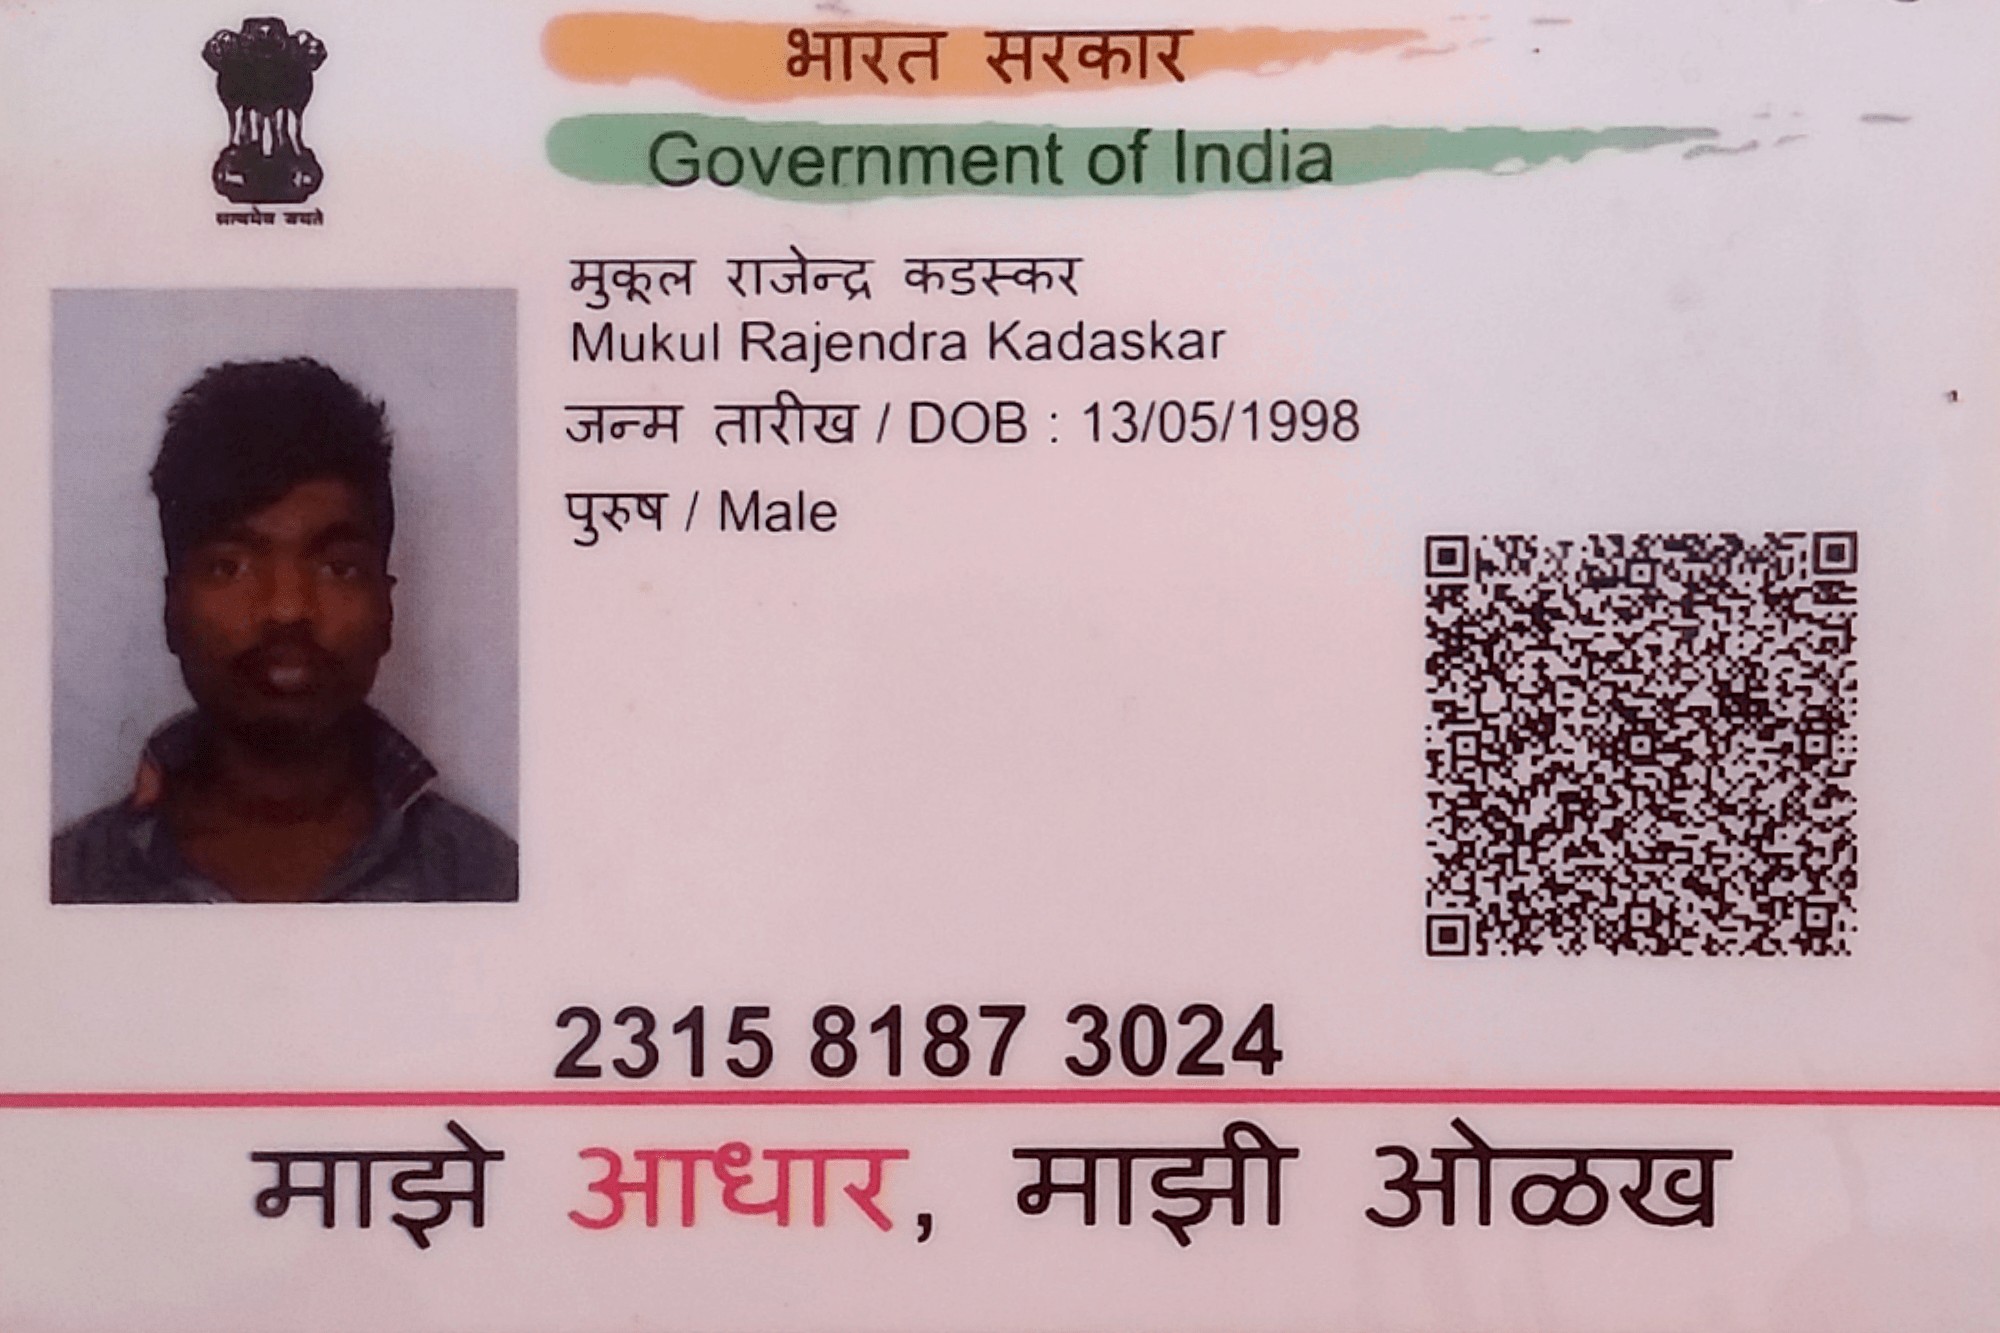 भारत सरकार
Government of India
सत्यमेव जयते
मुकूल राजेन्द्र कडस्कर
Mukul Rajendra Kadaskar
जन्म तारीख / DOB : 13/05/1998
पुरुष / Male
2315 8187 3024
माझे आधार, माझी ओळख